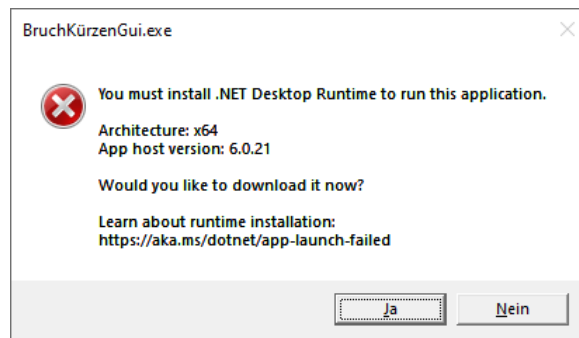 BruchKürzenGui.exe
You must install .NET Desktop Runtime to run this application.
Architecture: x64
App host version: 6.0.21
Would you like to download it now?
Learn about runtime installation:
https://aka.ms/dotnet/app-launch-failed
Ja
Nein